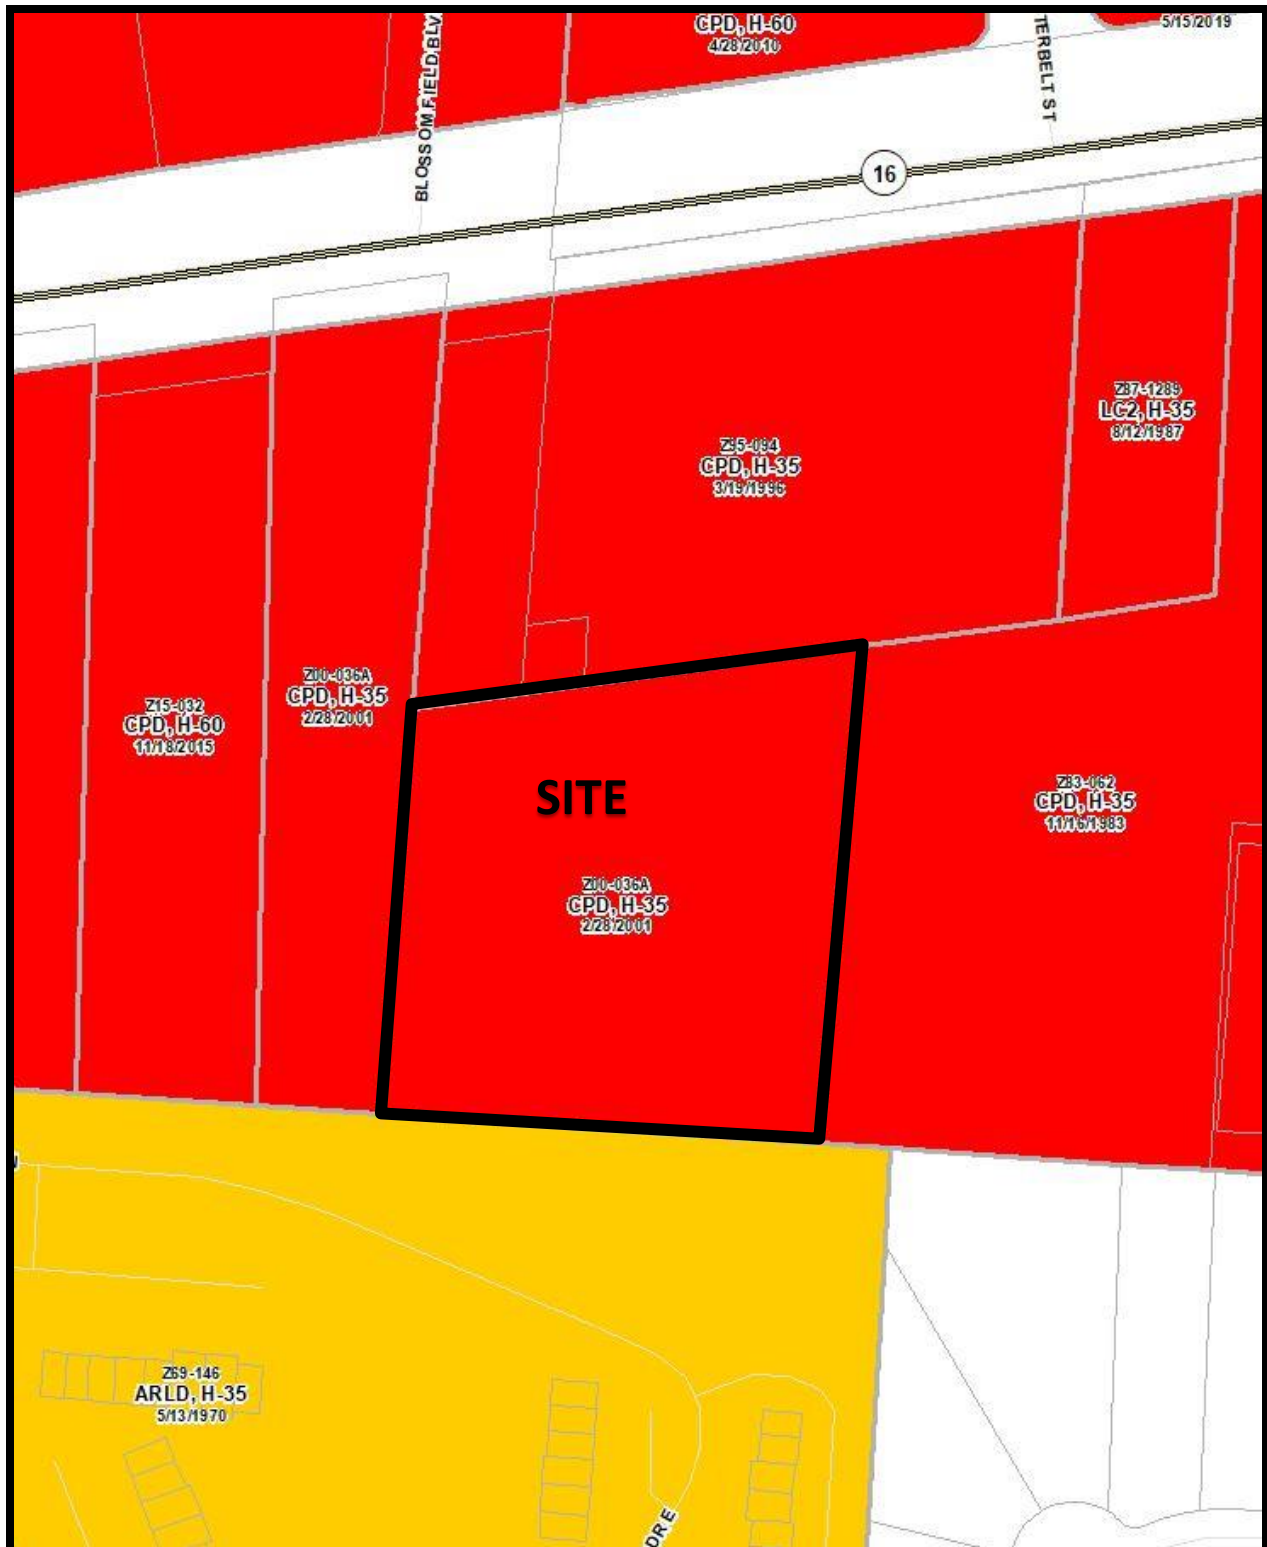 CPD, H-60
4/28/2010
5/15/2019
BLOSSOM FIELD BLV
TERBELT ST
16
Z87-1289
LC2, H-35
8/12/1987
Z95-094
CPD, H-35
3/19/1996
Z00-036A
CPD, H-35
2/28/2001
Z15-032
CPD, H-60
11/18/2015
SITE
Z83-062
CPD, H-35
11/16/1983
Z00-036A
CPD, H-35
2/28/2001
Z69-146
ARLD, H-35
5/13/1970
DRE